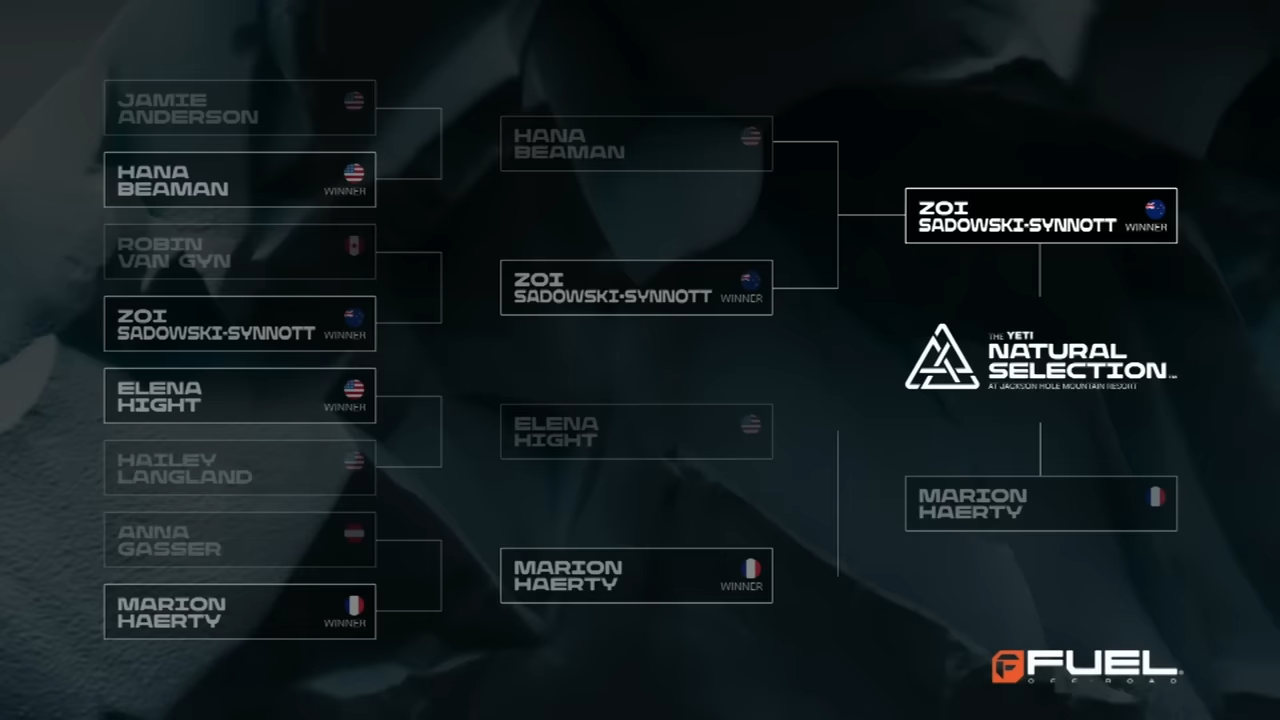 JAMIE
ANDERSON
HANA
BEAMAN
WINNER
ROBIN
VAN GYN
ZOI
SADOWSKI-SYNNOTT
WINNER
ELENA
HIGHT
WINNER
HAILEY
LANGLAND
ANNA
GASSER
MARION
HAERTY
WINNER
HANA
BEAMAN
ZOI
SADOWSKI-SYNNOTT
WINNER
ELENA
HIGHT
MARION
HAERTY
WINNER
ZOI
SADOWSKI-SYNNOTT
WINNER
THE YETI
NATURAL
SELECTION
AT JACKSON HOLE MOUNTAIN RESORT
MARION
HAERTY
FUEL
OFF-ROAD